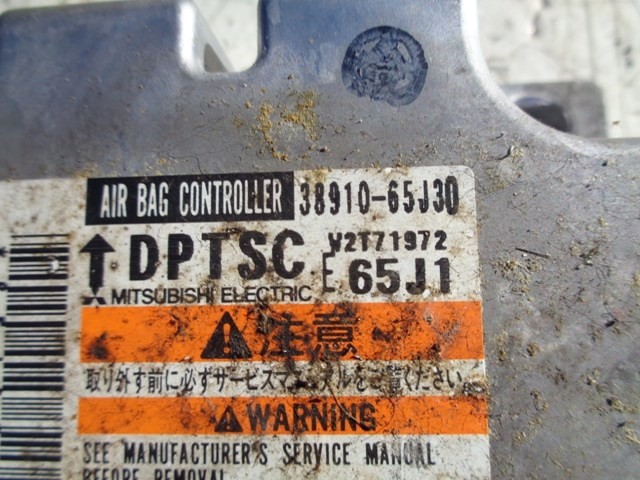 AIR BAG CONTROLLER 38910-65J30
DPTSC W2T71972
E 65J1
MITSUBISHI ELECTRIC
注意
取り外す前に必ずサービスマニュアルをご覧ください
WARNING
SEE MANUFACTURER'S SERVICE MANUAL
BEFORE REMOVAL